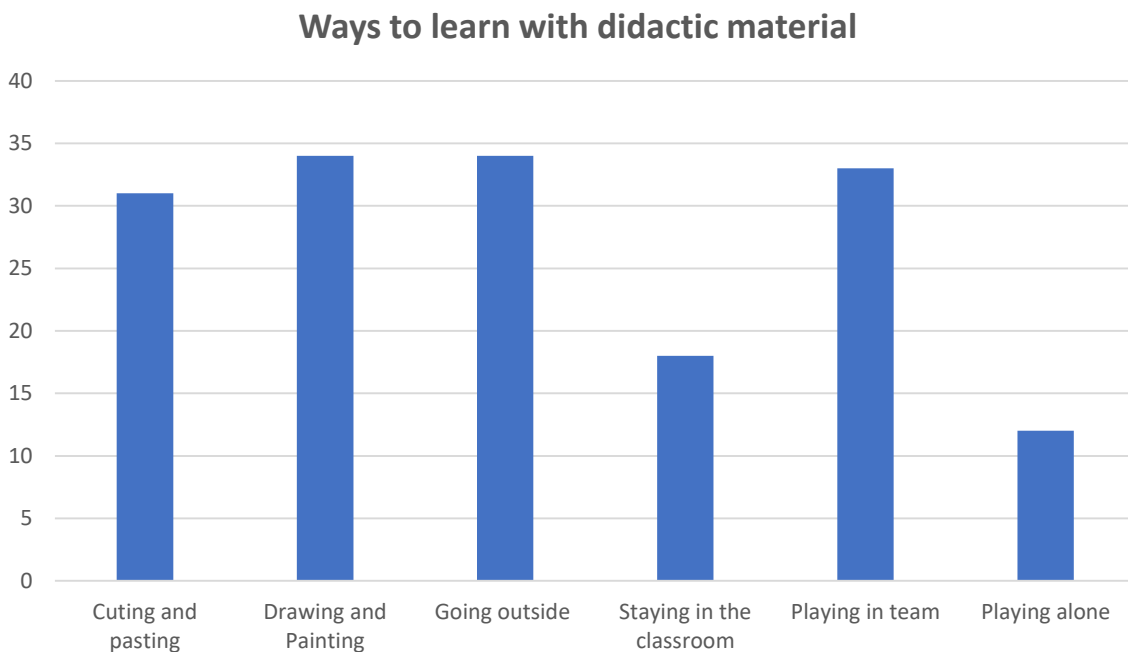 Ways to learn with didactic material
40
35
30
25
20
15
10
5
0
Cuting and
pasting
Drawing and
Painting
Going outside
Staying in the
classroom
Playing in team
Playing alone